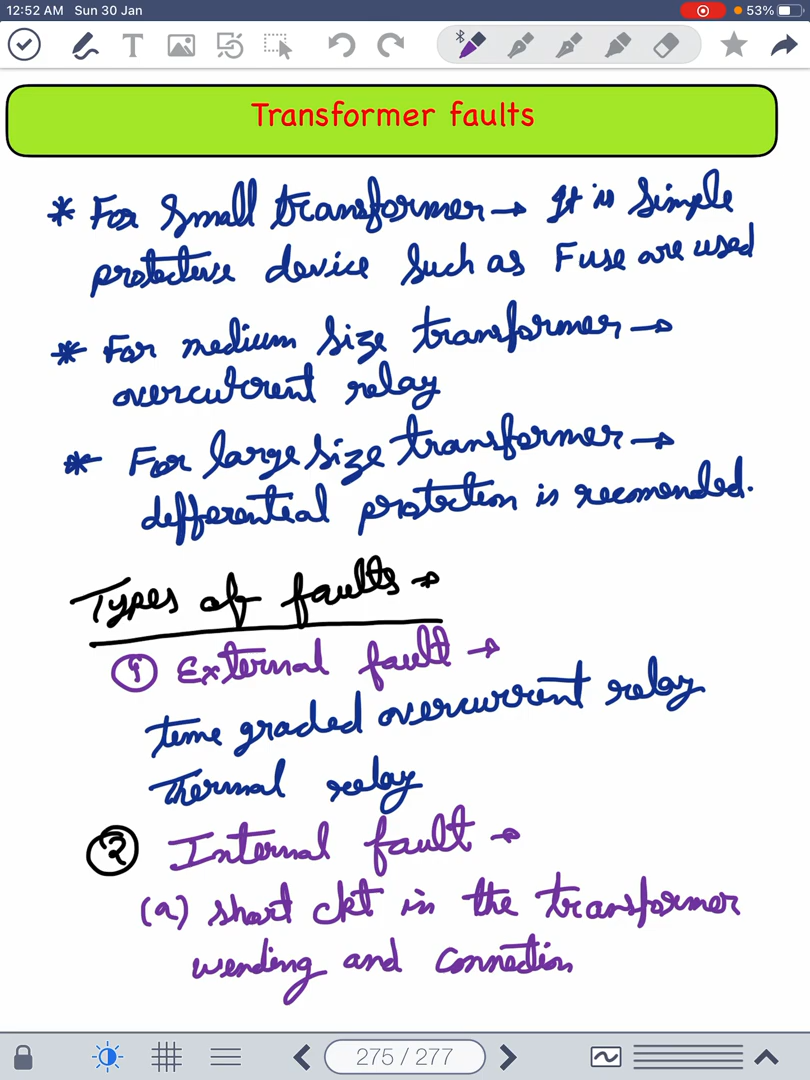 12:52 AM Sun 30 Jan 53%
T
Transformer faults
* For small transformer → It is simple
protective device such as Fuse are used
* For medium size transformer →
overcurrent relay
* For large size transformer →
defferential protection is recomended.
Types of faults →
① External fault →
teme graded overcurrent relay
Thermal relay
② Internal fault →
(a) short ckt in the transformer
wending and connection
275 / 277